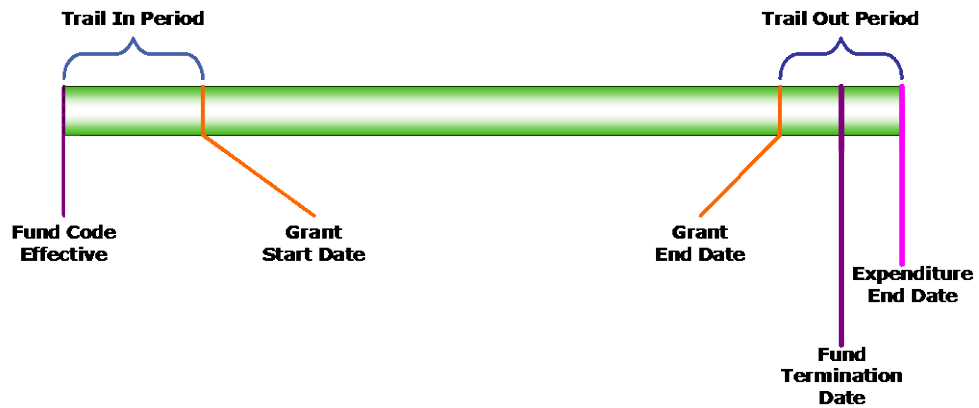 Trail In Period
Trail Out Period
Fund Code
Effective
Grant
Start Date
Grant
End Date
Expenditure
End Date
Fund
Termination
Date